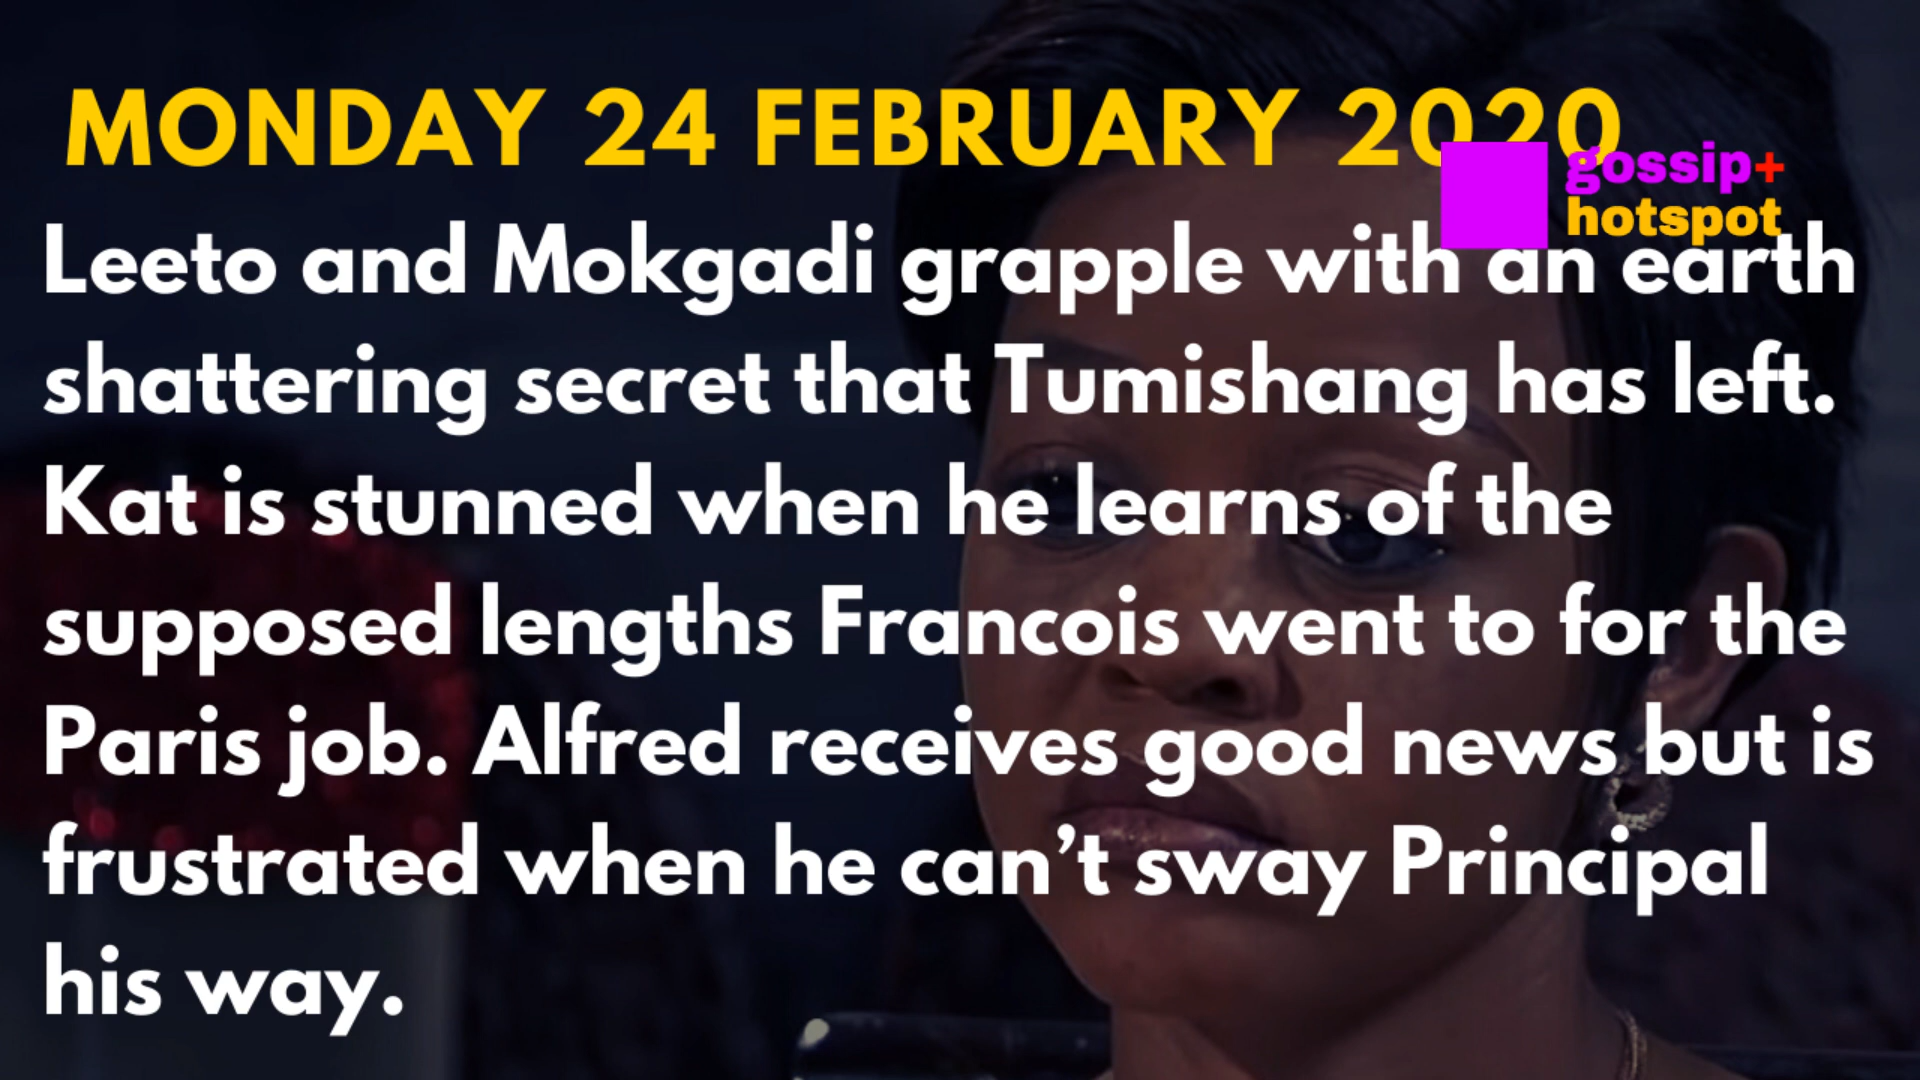 MONDAY 24 FEBRUARY 2020
gossip+
hotspot
Leeto and Mokgadi grapple with an earth
shattering secret that Tumishang has left.
Kat is stunned when he learns of the
supposed lengths Francois went to for the
Paris job. Alfred receives good news but is
frustrated when he can’t sway Principal
his way.